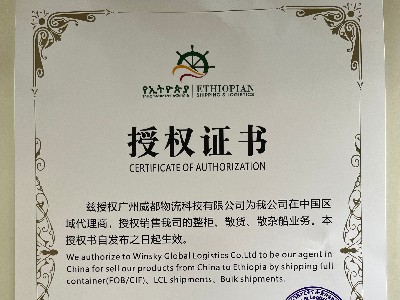 የኢትዮጵያ
ETHIOPIAN
SHIPPING & LOGISTICS
授权证书
CERTIFICATE OF AUTHORIZATION
兹授权广州威都物流科技有限公司为我公司在中国区
域代理商，授权销售我司的整柜、散货、散杂船业务。本
授权书自发布之日起生效。
We authorize to Winsky Global Logistics Co.Ltd to be our agent in
China for sell our products from China to Ethiopia by shipping full
container(FOB/CIF)、LCL shipments、Bulk shipments.